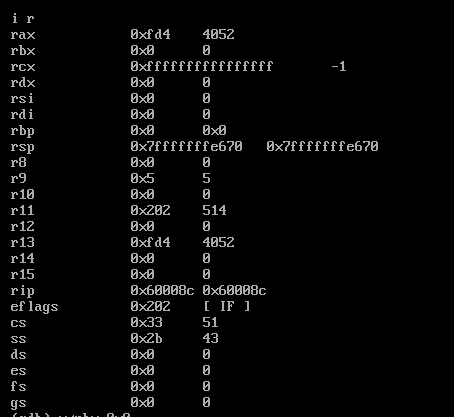 i r
rax 0xfd4 4052
rbx 0x0 0
rcx 0xffffffffffffffff -1
rdx 0x0 0
rsi 0x0 0
rdi 0x0 0
rbp 0x0 0x0
rsp 0x7fffffffe670 0x7fffffffe670
r8 0x0 0
r9 0x5 5
r10 0x0 0
r11 0x202 514
r12 0x0 0
r13 0xfd4 4052
r14 0x0 0
r15 0x0 0
rip 0x60008c 0x60008c
eflags 0x202 [ IF ]
cs 0x33 51
ss 0x2b 43
ds 0x0 0
es 0x0 0
fs 0x0 0
gs 0x0 0